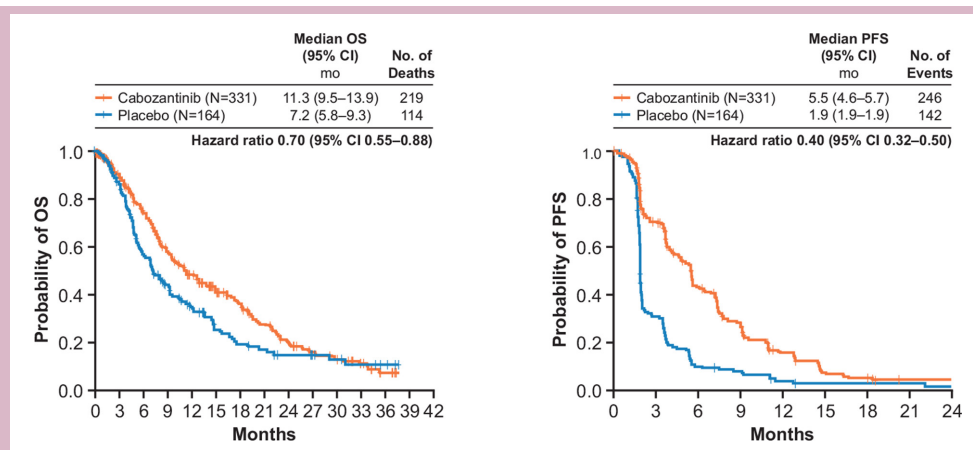 Median OS
(95% CI) No. of
mo Deaths
Cabozantinib (N=331) 11.3 (9.5–13.9) 219
Placebo (N=164) 7.2 (5.8–9.3) 114
Hazard ratio 0.70 (95% CI 0.55–0.88)
Probability of OS
1.0
0.8
0.6
0.4
0.2
0.0
0 3 6 9 12 15 18 21 24 27 30 33 36 39 42
Months
Median PFS
(95% CI) No. of
mo Events
Cabozantinib (N=331) 5.5 (4.6–5.7) 246
Placebo (N=164) 1.9 (1.9–1.9) 142
Hazard ratio 0.40 (95% CI 0.32–0.50)
Probability of PFS
1.0
0.8
0.6
0.4
0.2
0.0
0 3 6 9 12 15 18 21 24
Months